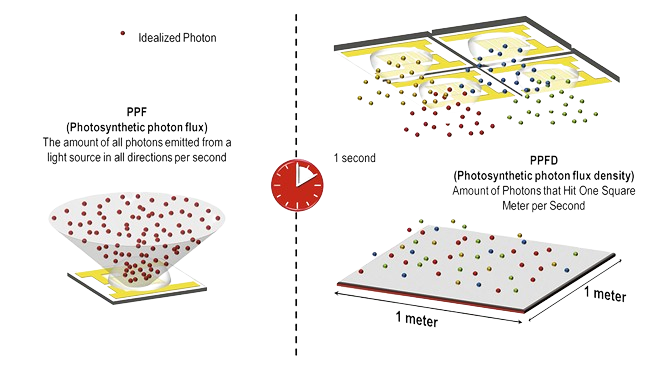 Idealized Photon
PPF
(Photosynthetic photon flux)
The amount of all photons emitted from a
light source in all directions per second
1 second
PPFD
(Photosynthetic photon flux density)
Amount of Photons that Hit One Square
Meter per Second
1 meter
1 meter